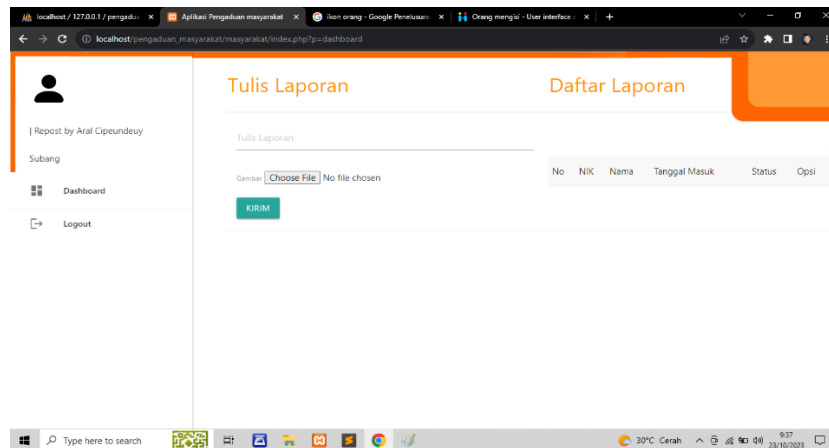 localhost / 127.0.0.1 / pengadu
Aplikasi Pengaduan masyarakat
ikon orang - Google Penelusura
Orang mengisi - User interface
localhost/pengaduan_masyarakat/masyarakat/index.php?p=dashboard
| Repost by Aral Cipeundeuy
Subang
Dashboard
Logout
Tulis Laporan
Tulis Laporan
Gambar Choose File No file chosen
KIRIM
Daftar Laporan
No NIK Nama Tanggal Masuk Status Opsi
Type here to search
30°C Cerah
9:37
23/10/2023